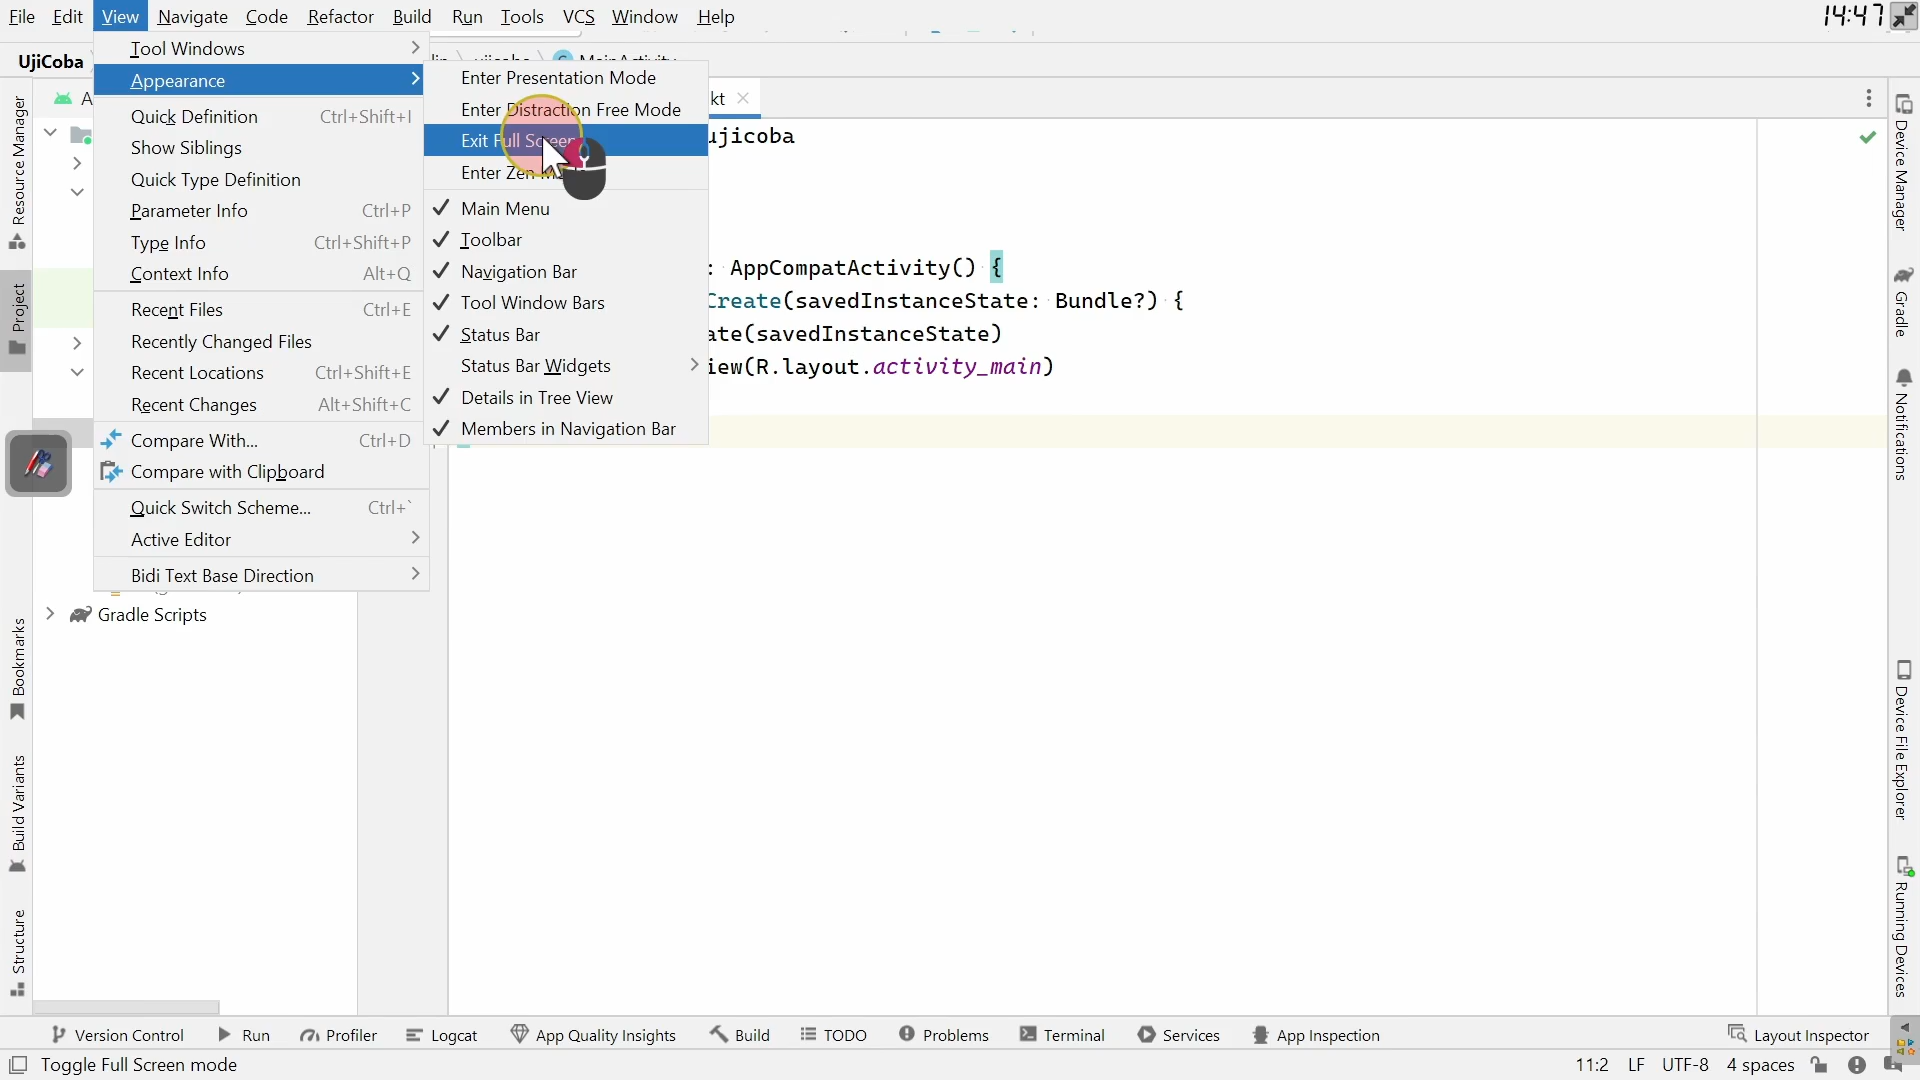 File Edit View Navigate Code Refactor Build Run Tools VCS Window Help
14:47
UjiCoba
ujicoba MainActivity
Tool Windows
Appearance
Quick Definition Ctrl+Shift+I
Show Siblings
Quick Type Definition
Parameter Info Ctrl+P
Type Info Ctrl+Shift+P
Context Info Alt+Q
Recent Files Ctrl+E
Recently Changed Files
Recent Locations Ctrl+Shift+E
Recent Changes Alt+Shift+C
Compare With... Ctrl+D
Compare with Clipboard
Quick Switch Scheme... Ctrl+`
Active Editor
Bidi Text Base Direction
Enter Presentation Mode
Enter Distraction Free Mode
Exit Full Screen
Enter Zen
Main Menu
Toolbar
Navigation Bar
Tool Window Bars
Status Bar
Status Bar Widgets
Details in Tree View
Members in Navigation Bar
A
kt
ujicoba
: AppCompatActivity() {
Create(savedInstanceState: Bundle?) {
ate(savedInstanceState)
iew(R.layout.activity_main)
Gradle Scripts
Resource Manager
Project
Bookmarks
Build Variants
Structure
Device Manager
Gradle
Notifications
Device File Explorer
Running Devices
Version Control Run Profiler Logcat App Quality Insights Build TODO Problems Terminal Services App Inspection Layout Inspector
Toggle Full Screen mode 11:2 LF UTF-8 4 spaces